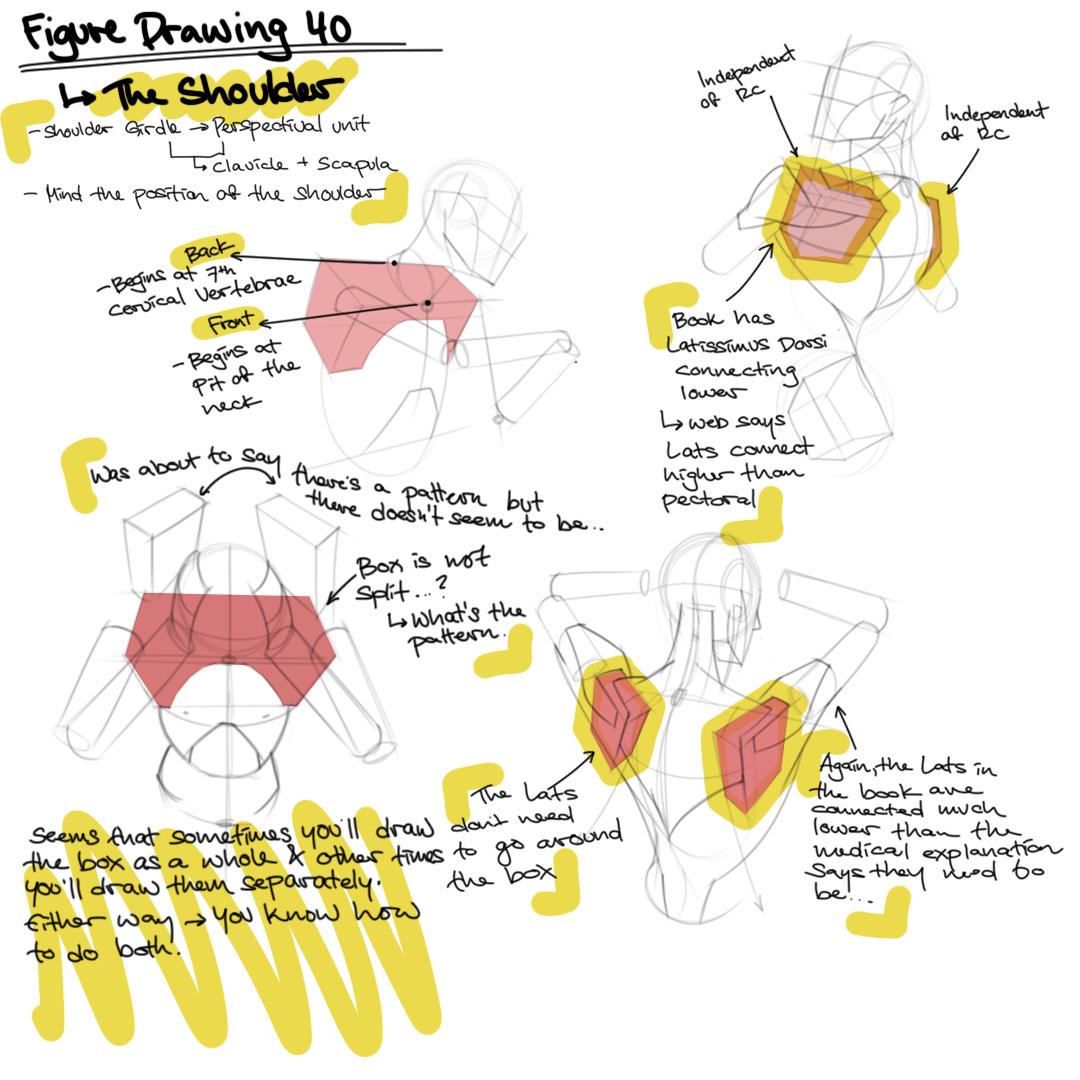 Figure Drawing 40
↳ The Shoulder
- Shoulder Girdle → Perspectival unit
↳ Clavicle + Scapula
- Mind the position of the shoulder
Back
- Begins at 7th
cervical Vertebrae
Front
- Begins at
Pit of the
neck
Independent
of RC
Independent
of RC
Book has
Latissimus Dorsi
connecting
lower
↳ web says
Lats connect
higher than
pectoral
Was about to say
there's a pattern but
there doesn't seem to be..
Box is not
split...?
↳ What's the
pattern.
The Lats
don't need
to go around
the box
Again, the Lats in
the book are
connected much
lower than the
medical explanation
says they need to
be...
Seems that sometimes you'll draw
the box as a whole & other times
you'll draw them separately.
Either way → you know how
to do both.